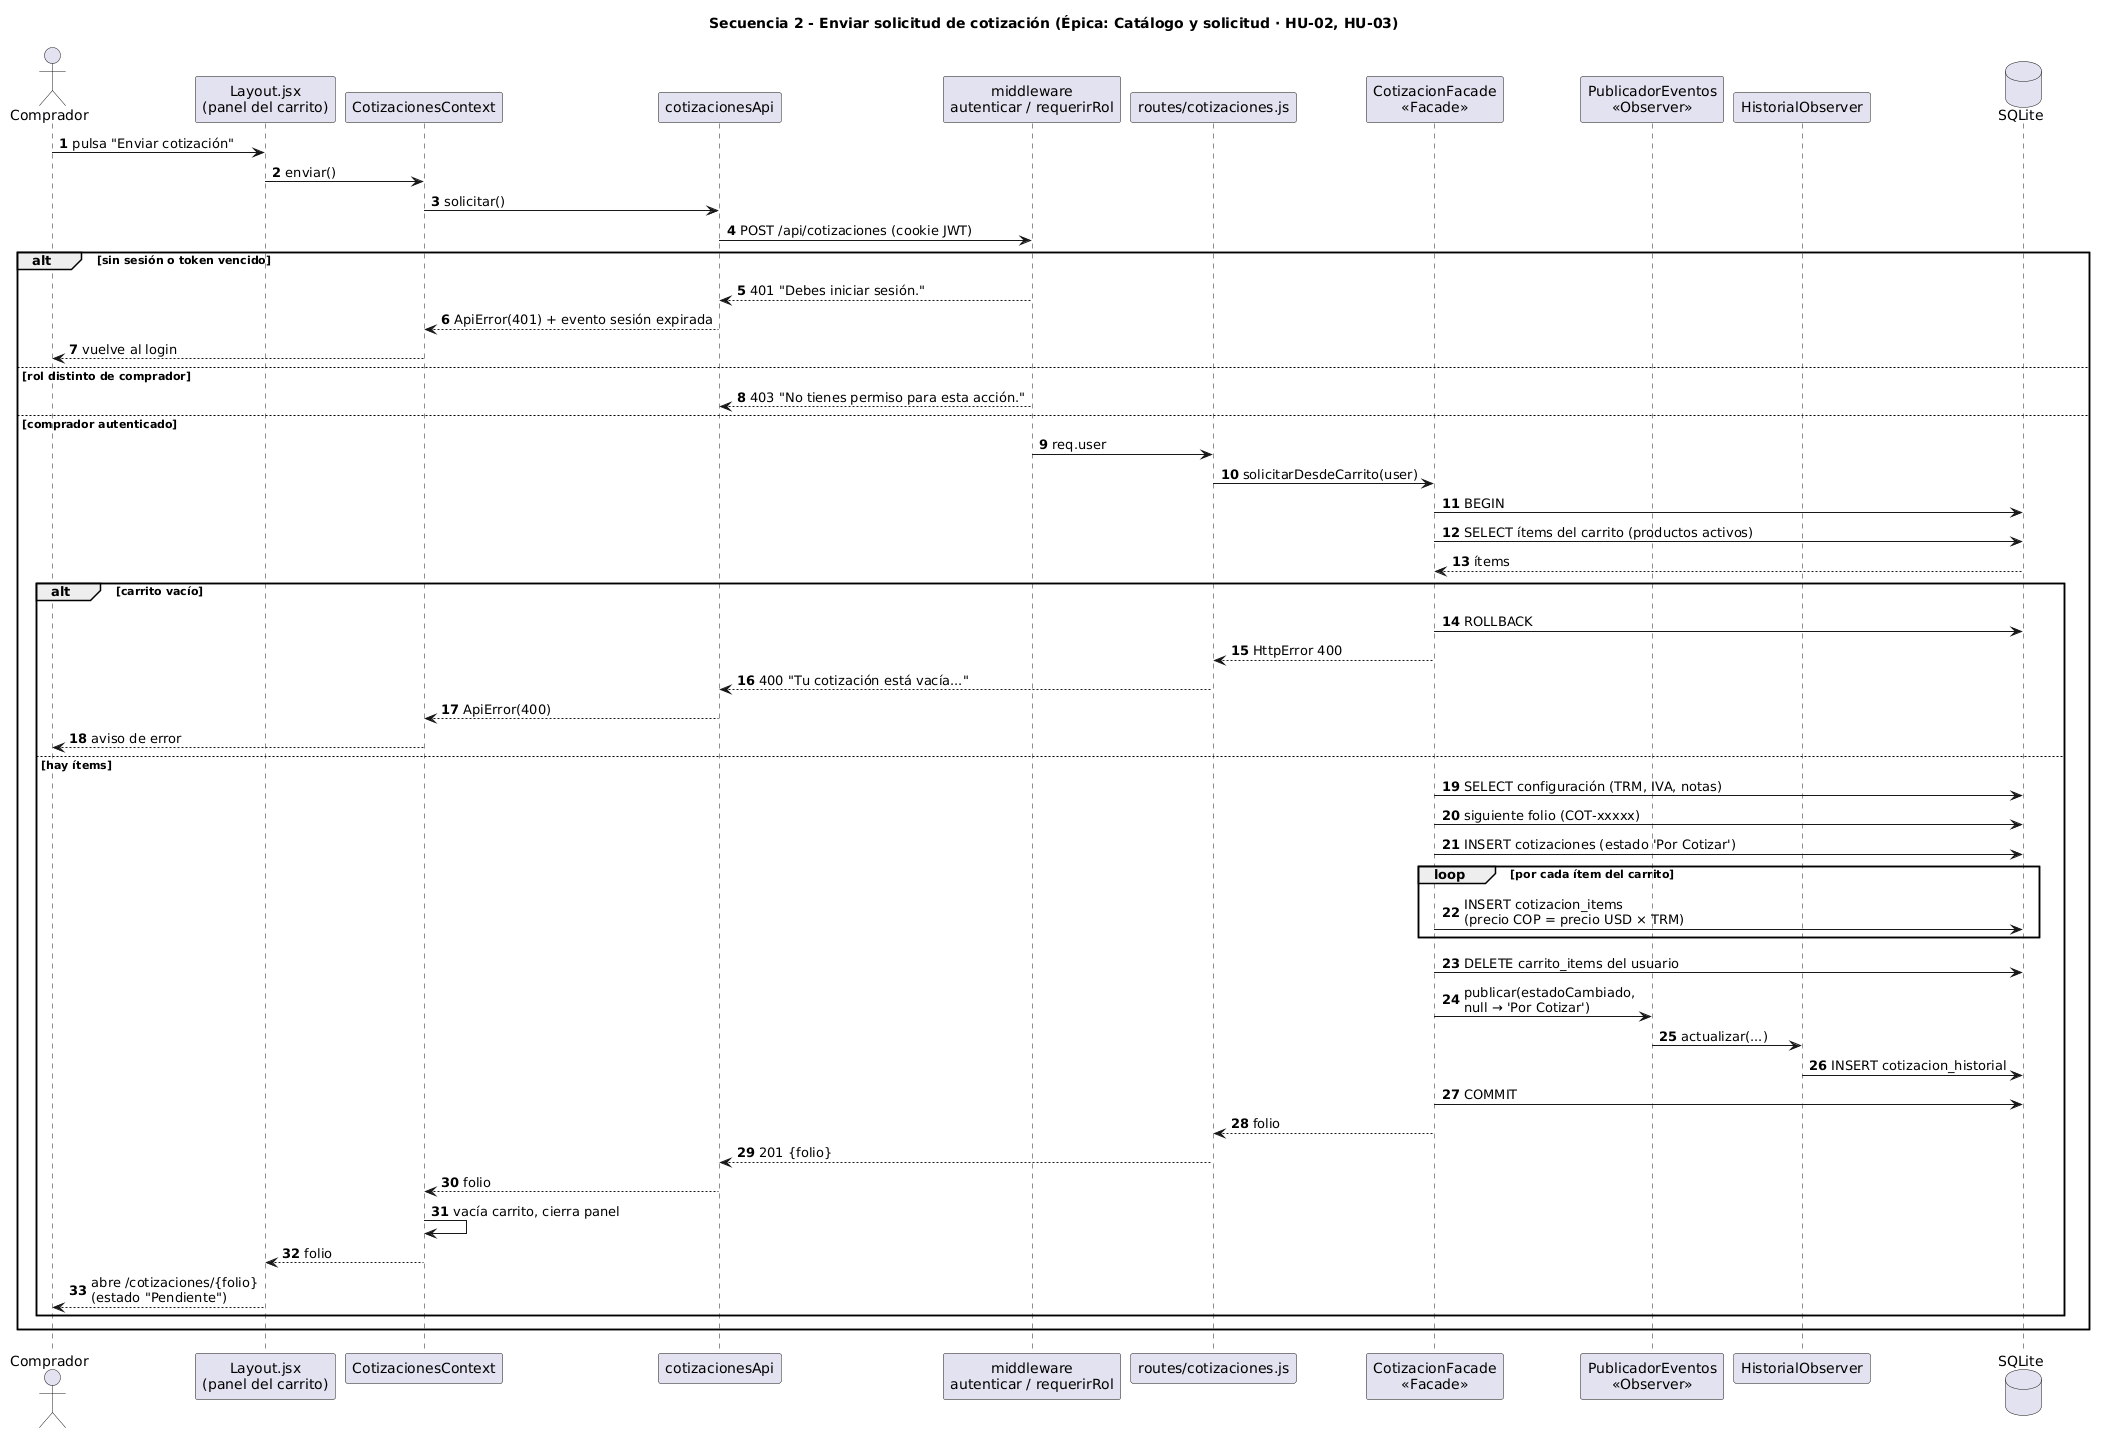 Secuencia 2 - Enviar solicitud de cotización (Épica: Catálogo y solicitud · HU-02, HU-03)
Comprador
Layout.jsx
(panel del carrito)
CotizacionesContext
cotizacionesApi
middleware
autenticar / requerirRol
routes/cotizaciones.js
CotizacionFacade
«Facade»
PublicadorEventos
«Observer»
HistorialObserver
SQLite
1 pulsa "Enviar cotización"
2 enviar()
3 solicitar()
4 POST /api/cotizaciones (cookie JWT)
alt [sin sesión o token vencido]
5 401 "Debes iniciar sesión."
6 ApiError(401) + evento sesión expirada
7 vuelve al login
[rol distinto de comprador]
8 403 "No tienes permiso para esta acción."
[comprador autenticado]
9 req.user
10 solicitarDesdeCarrito(user)
11 BEGIN
12 SELECT ítems del carrito (productos activos)
13 ítems
alt [carrito vacío]
14 ROLLBACK
15 HttpError 400
16 400 "Tu cotización está vacía..."
17 ApiError(400)
18 aviso de error
[hay ítems]
19 SELECT configuración (TRM, IVA, notas)
20 siguiente folio (COT-xxxxx)
21 INSERT cotizaciones (estado 'Por Cotizar')
loop [por cada ítem del carrito]
22 INSERT cotizacion_items
(precio COP = precio USD × TRM)
23 DELETE carrito_items del usuario
24 publicar(estadoCambiado,
null → 'Por Cotizar')
25 actualizar(...)
26 INSERT cotizacion_historial
27 COMMIT
28 folio
29 201 {folio}
30 folio
31 vacía carrito, cierra panel
32 folio
33 abre /cotizaciones/{folio}
(estado "Pendiente")
Comprador
Layout.jsx
(panel del carrito)
CotizacionesContext
cotizacionesApi
middleware
autenticar / requerirRol
routes/cotizaciones.js
CotizacionFacade
«Facade»
PublicadorEventos
«Observer»
HistorialObserver
SQLite